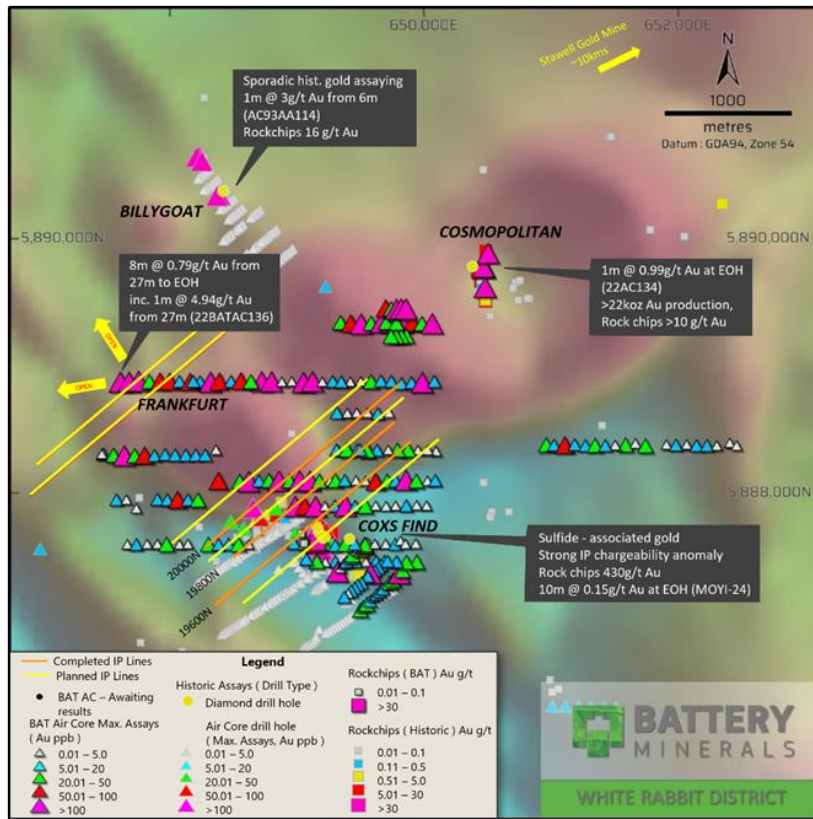 650,000E
652,000E
Stawell Gold Mine
~10kms
N
1000
metres
Datum : GDA94, Zone 54
Sporadic hist. gold assaying
1m @ 3g/t Au from 6m
(AC93AA114)
Rockchips 16 g/t Au
BILLYGOAT
5,890,000N
5,890,000N
COSMOPOLITAN
8m @ 0.79g/t Au from
27m to EOH
inc. 1m @ 4.94g/t Au
from 27m (22BATAC136)
1m @ 0.99g/t Au at EOH
(22AC134)
>22koz Au production,
Rock chips >10 g/t Au
OPEN
OPEN
FRANKFURT
5,888,000N
COXS FIND
20000N
19800N
19600N
Sulfide - associated gold
Strong IP chargeability anomaly
Rock chips 430g/t Au
10m @ 0.15g/t Au at EOH (MOYI-24)
Legend
Completed IP Lines
Planned IP Lines
BAT AC – Awaiting
results
BAT Air Core Max. Assays
( Au ppb )
0.01 – 5.0
5.01 – 20
20.01 – 50
50.01 – 100
>100
Historic Assays ( Drill Type )
Diamond drill hole
Air Core drill hole
( Max. Assays, Au ppb )
0.01 – 5.0
5.01 – 20
20.01 – 50
50.01 – 100
>100
Rockchips ( BAT ) Au g/t
0.01 – 0.1
>30
Rockchips ( Historic ) Au g/t
0.01 – 0.1
0.11 – 0.5
0.51 – 5.0
5.01 – 30
>30
BATTERY
MINERALS
WHITE RABBIT DISTRICT